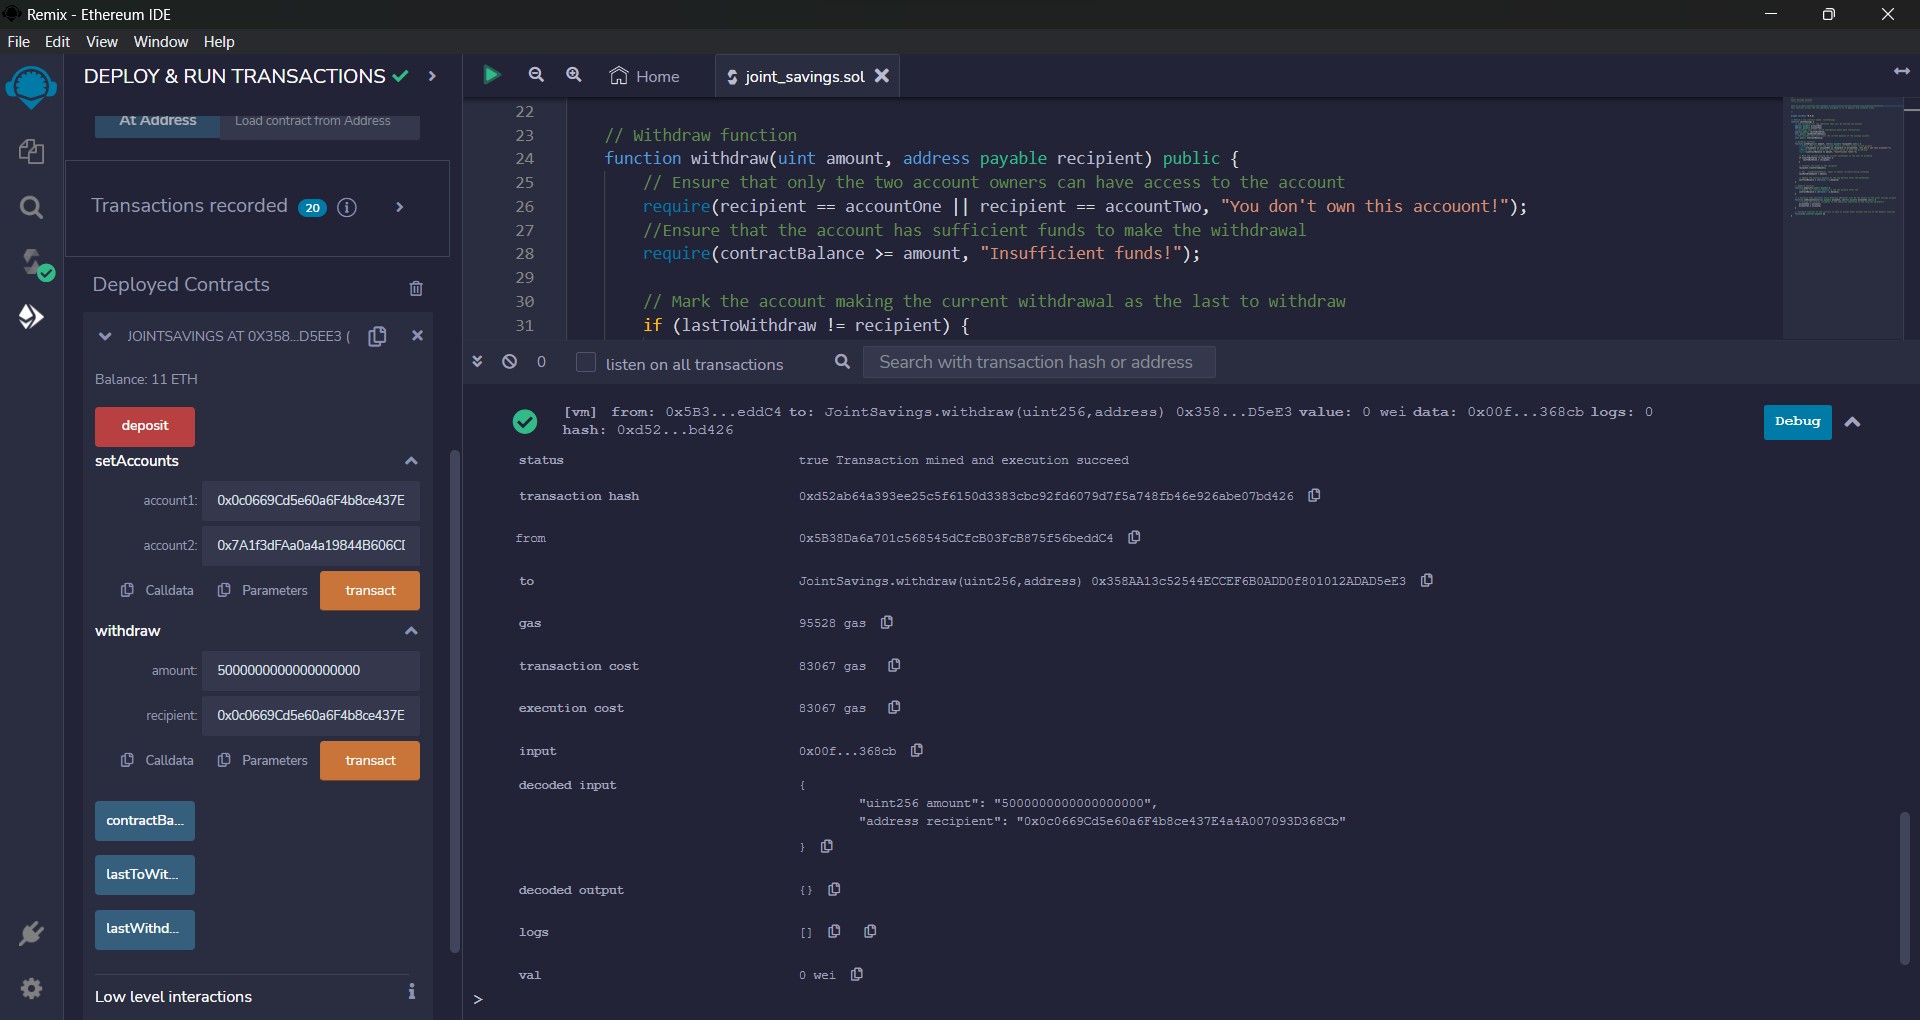 Remix - Ethereum IDE
File Edit View Window Help
DEPLOY & RUN TRANSACTIONS
At Address Load contract from Address
Transactions recorded 20
Deployed Contracts
JOINTSAVINGS AT 0X358...D5EE3 (
Balance: 11 ETH
deposit
setAccounts
account1: 0x0c0669Cd5e60a6F4b8ce437E
account2: 0x7A1f3dFAa0a4a19844B606CD
Calldata Parameters transact
withdraw
amount: 5000000000000000000
recipient: 0x0c0669Cd5e60a6F4b8ce437E
Calldata Parameters transact
contractBa...
lastToWit...
lastWithd...
Low level interactions
Home joint_savings.sol
22
23 // Withdraw function
24 function withdraw(uint amount, address payable recipient) public {
25 // Ensure that only the two account owners can have access to the account
26 require(recipient == accountOne || recipient == accountTwo, "You don't own this accouont!");
27 //Ensure that the account has sufficient funds to make the withdrawal
28 require(contractBalance >= amount, "Insufficient funds!");
29
30 // Mark the account making the current withdrawal as the last to withdraw
31 if (lastToWithdraw != recipient) {
0 listen on all transactions Search with transaction hash or address
[vm] from: 0x5B3...eddC4 to: JointSavings.withdraw(uint256,address) 0x358...D5eE3 value: 0 wei data: 0x00f...368cb logs: 0
hash: 0xd52...bd426
Debug
status true Transaction mined and execution succeed
transaction hash 0xd52ab64a393ee25c5f6150d3383cbc92fd6079d7f5a748fb46e926abe07bd426
from 0x5B38Da6a701c568545dCfcB03FcB875f56beddC4
to JointSavings.withdraw(uint256,address) 0x358AA13c52544ECCEF6B0ADD0f801012ADAD5eE3
gas 95528 gas
transaction cost 83067 gas
execution cost 83067 gas
input 0x00f...368cb
decoded input {
"uint256 amount": "5000000000000000000",
"address recipient": "0x0c0669Cd5e60a6F4b8ce437E4a4A007093D368Cb"
}
decoded output {}
logs []
val 0 wei
>